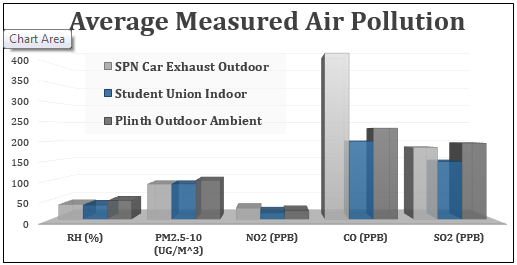 Average Measured Air Pollution
Chart Area
SPN Car Exhaust Outdoor
Student Union Indoor
Plinth Outdoor Ambient
400
350
300
250
200
150
100
50
0
RH (%)
PM2.5-10
(UG/M^3)
NO2 (PPB)
CO (PPB)
SO2 (PPB)